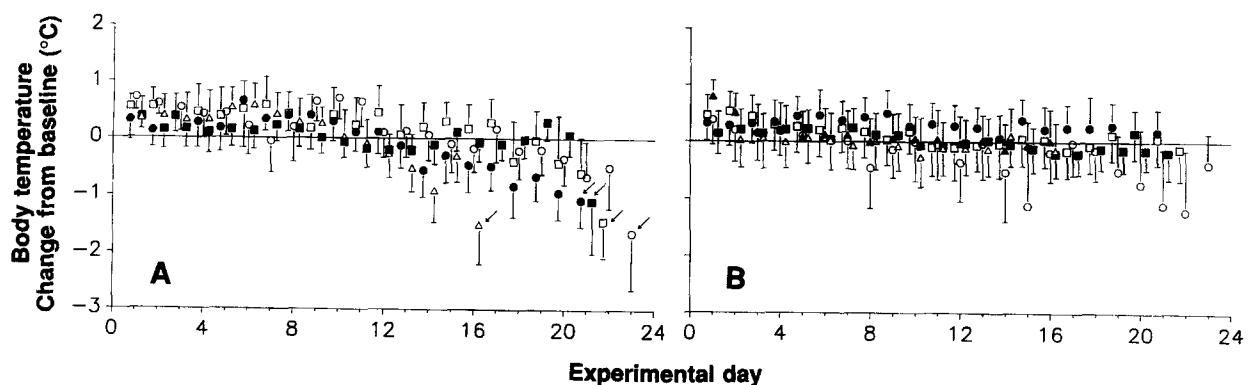 Body temperature
Change from baseline (°C)
2
1
0
−1
−2
−3
A
B
0 4 8 12 16 20 24
4 8 12 16 20 24
Experimental day